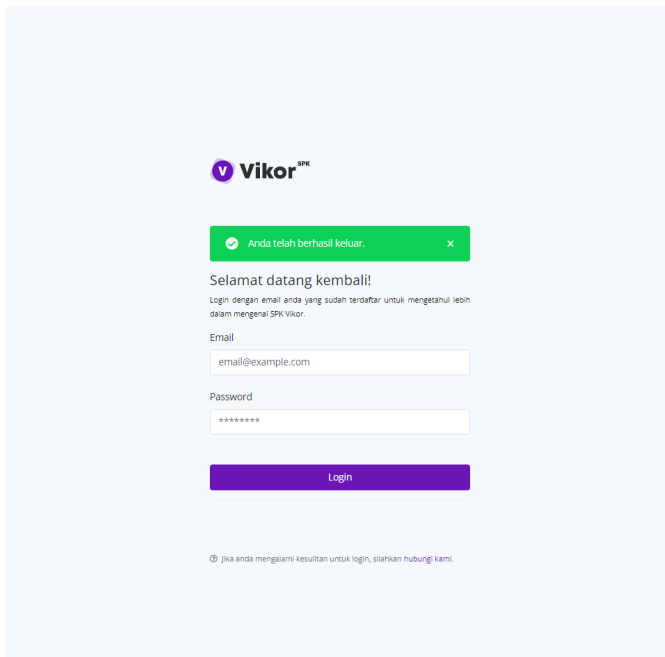 V Vikor SPK
Anda telah berhasil keluar. ×
Selamat datang kembali!
Login dengan email anda yang sudah terdaftar untuk mengetahui lebih
dalam mengenai SPK Vikor.
Email
email@example.com
Password
********
Login
Jika anda mengalami kesulitan untuk login, silahkan hubungi kami.